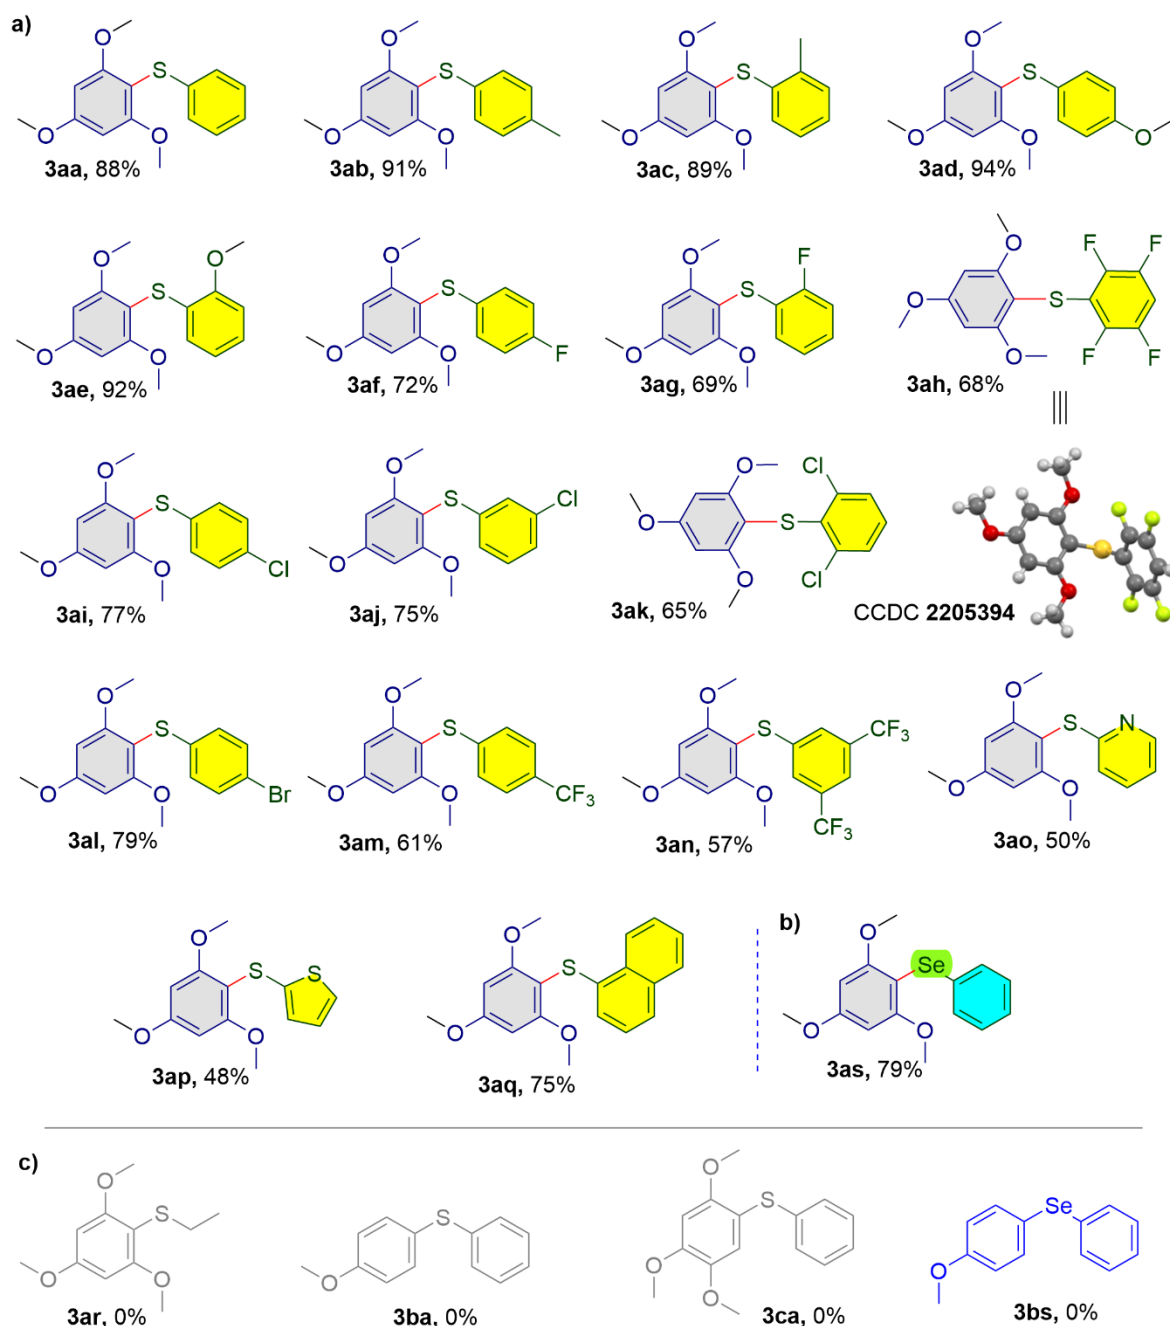 a)
O S O O
3aa, 88%
O S O O
3ab, 91%
O S O O
3ac, 89%
O S O O O
3ad, 94%
O O S O O
3ae, 92%
O S O O F
3af, 72%
O F S O O
3ag, 69%
O F F O S O F F
3ah, 68%
O S O O Cl
3ai, 77%
O S Cl O O
3aj, 75%
O Cl O S O Cl
3ak, 65%
CCDC 2205394
O S O O Br
3al, 79%
O S O O CF3
3am, 61%
O S CF3 O O CF3
3an, 57%
O S N O O
3ao, 50%
O S S O O
3ap, 48%
O S O O
3aq, 75%
b)
O Se O O
3as, 79%
c)
O S O O
3ar, 0%
S O
3ba, 0%
O S O O
3ca, 0%
Se O
3bs, 0%